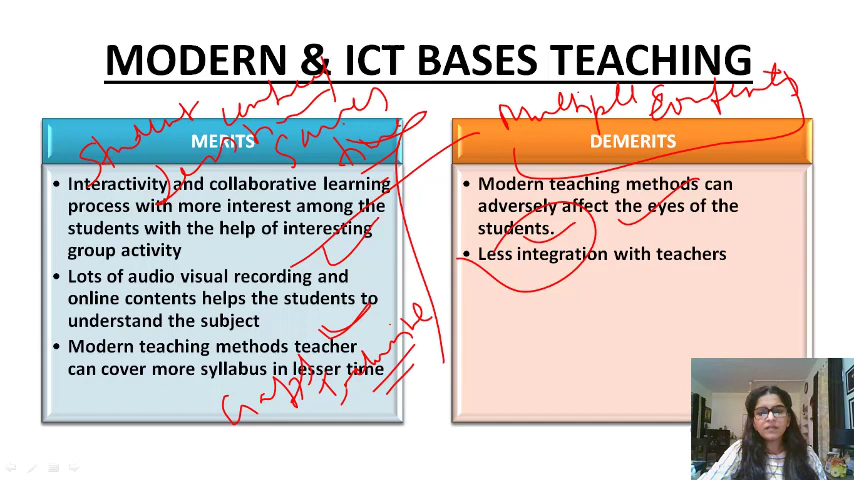 MODERN & ICT BASES TEACHING
Multiple Contents
Student centered
MERITS
DEMERITS
• Interactivity and collaborative learning
process with more interest among the
students with the help of interesting
group activity
• Lots of audio visual recording and
online contents helps the students to
understand the subject
• Modern teaching methods teacher
can cover more syllabus in lesser time
• Modern teaching methods can
adversely affect the eyes of the
students.
• Less integration with teachers